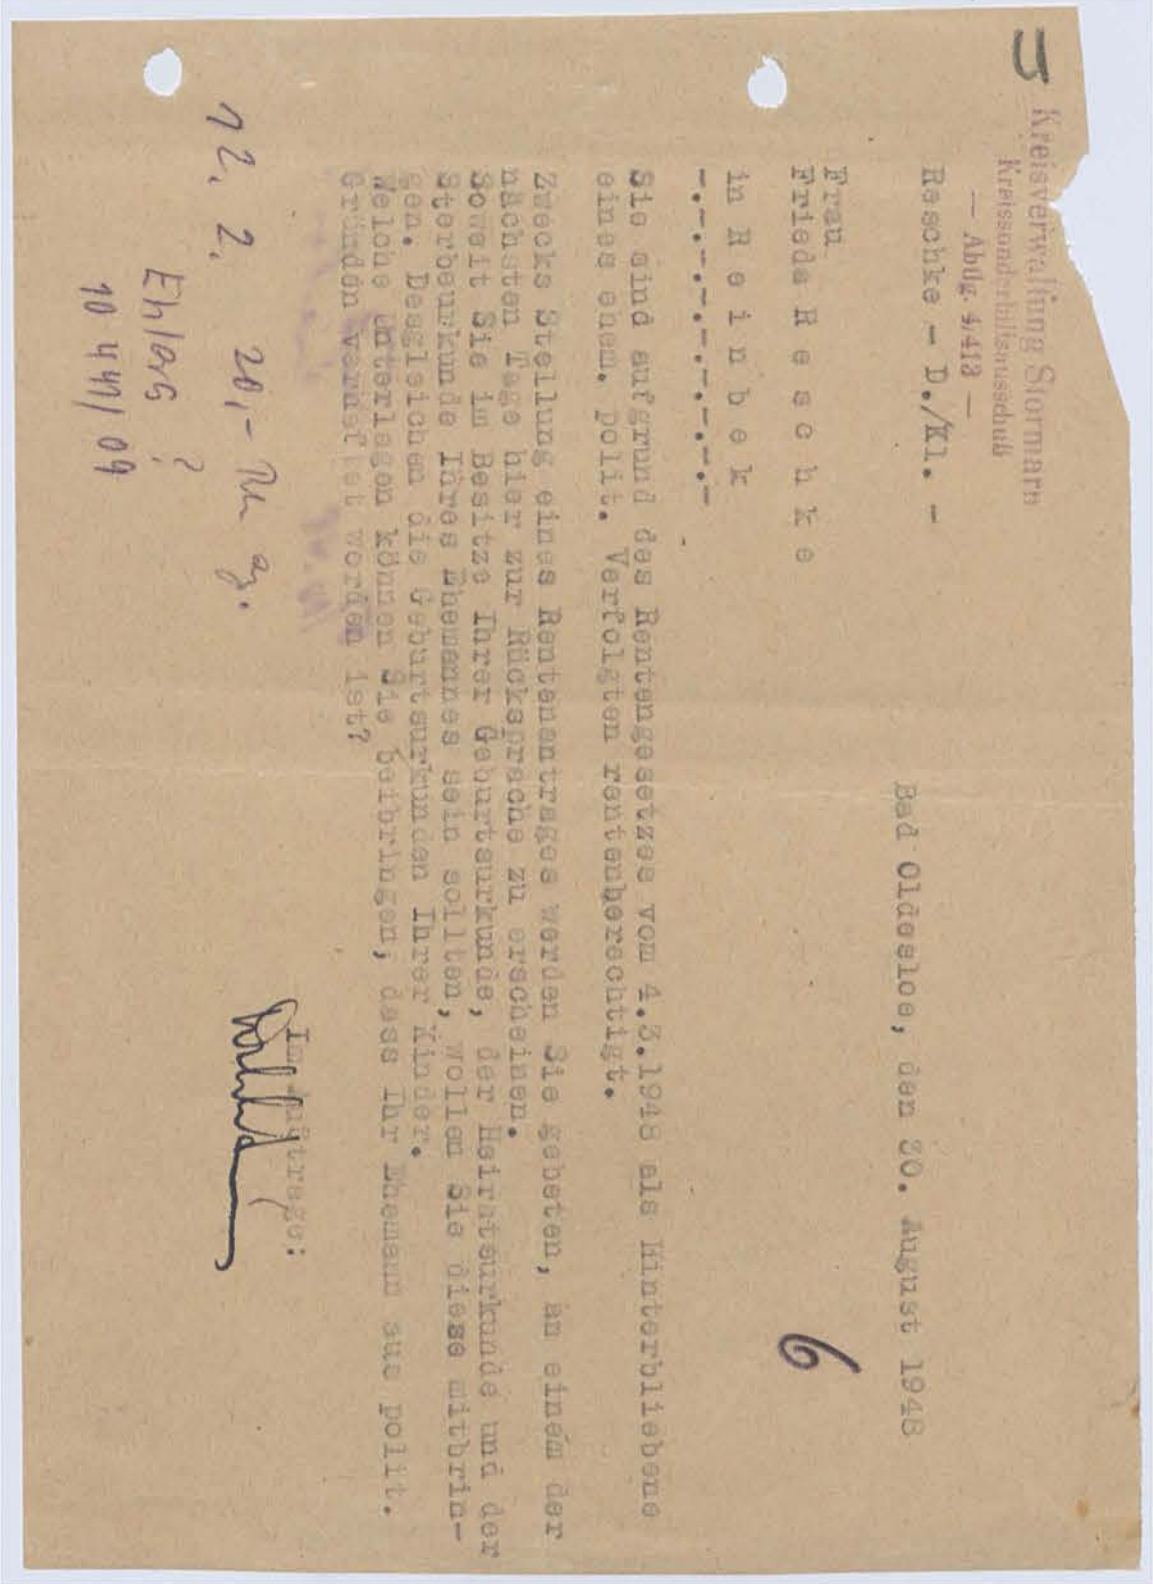 Kreisverwaltung Stormarn
Kreissonderhilfsausschuß
— Abtlg. 4/413 —
Reschke - D./Kl. -
Bad Oldesloe, den 30. August 1948
Frau
Frieda R e s c h k e
in R e i n b e k
-.-.-.-.-.-.-.-.-.-
6
Sie sind aufgrund des Rentengesetzes vom 4.3.1948 als Hinterbliebene
eines ehem. polit. Verfolgten rentenberechtigt.
Zwecks Stellung eines Rentenantrages werden Sie gebeten, an einem der
nächsten Tage hier zur Rücksprache zu erscheinen.
Soweit Sie im Besitze Ihrer Geburtsurkunde, der Heiratsurkunde und der
Sterbeurkunde Ihres Ehemannes sein sollten, wollen Sie diese mitbrin-
gen. Desgleichen die Geburtsurkunden Ihrer Kinder.
Welche Unterlagen können Sie beibringen, dass Ihr Ehemann aus polit.
Gründen verhaftet worden ist?
Im Auftrage:
12. 2. 20,-
Ehlers ?
10 441/09